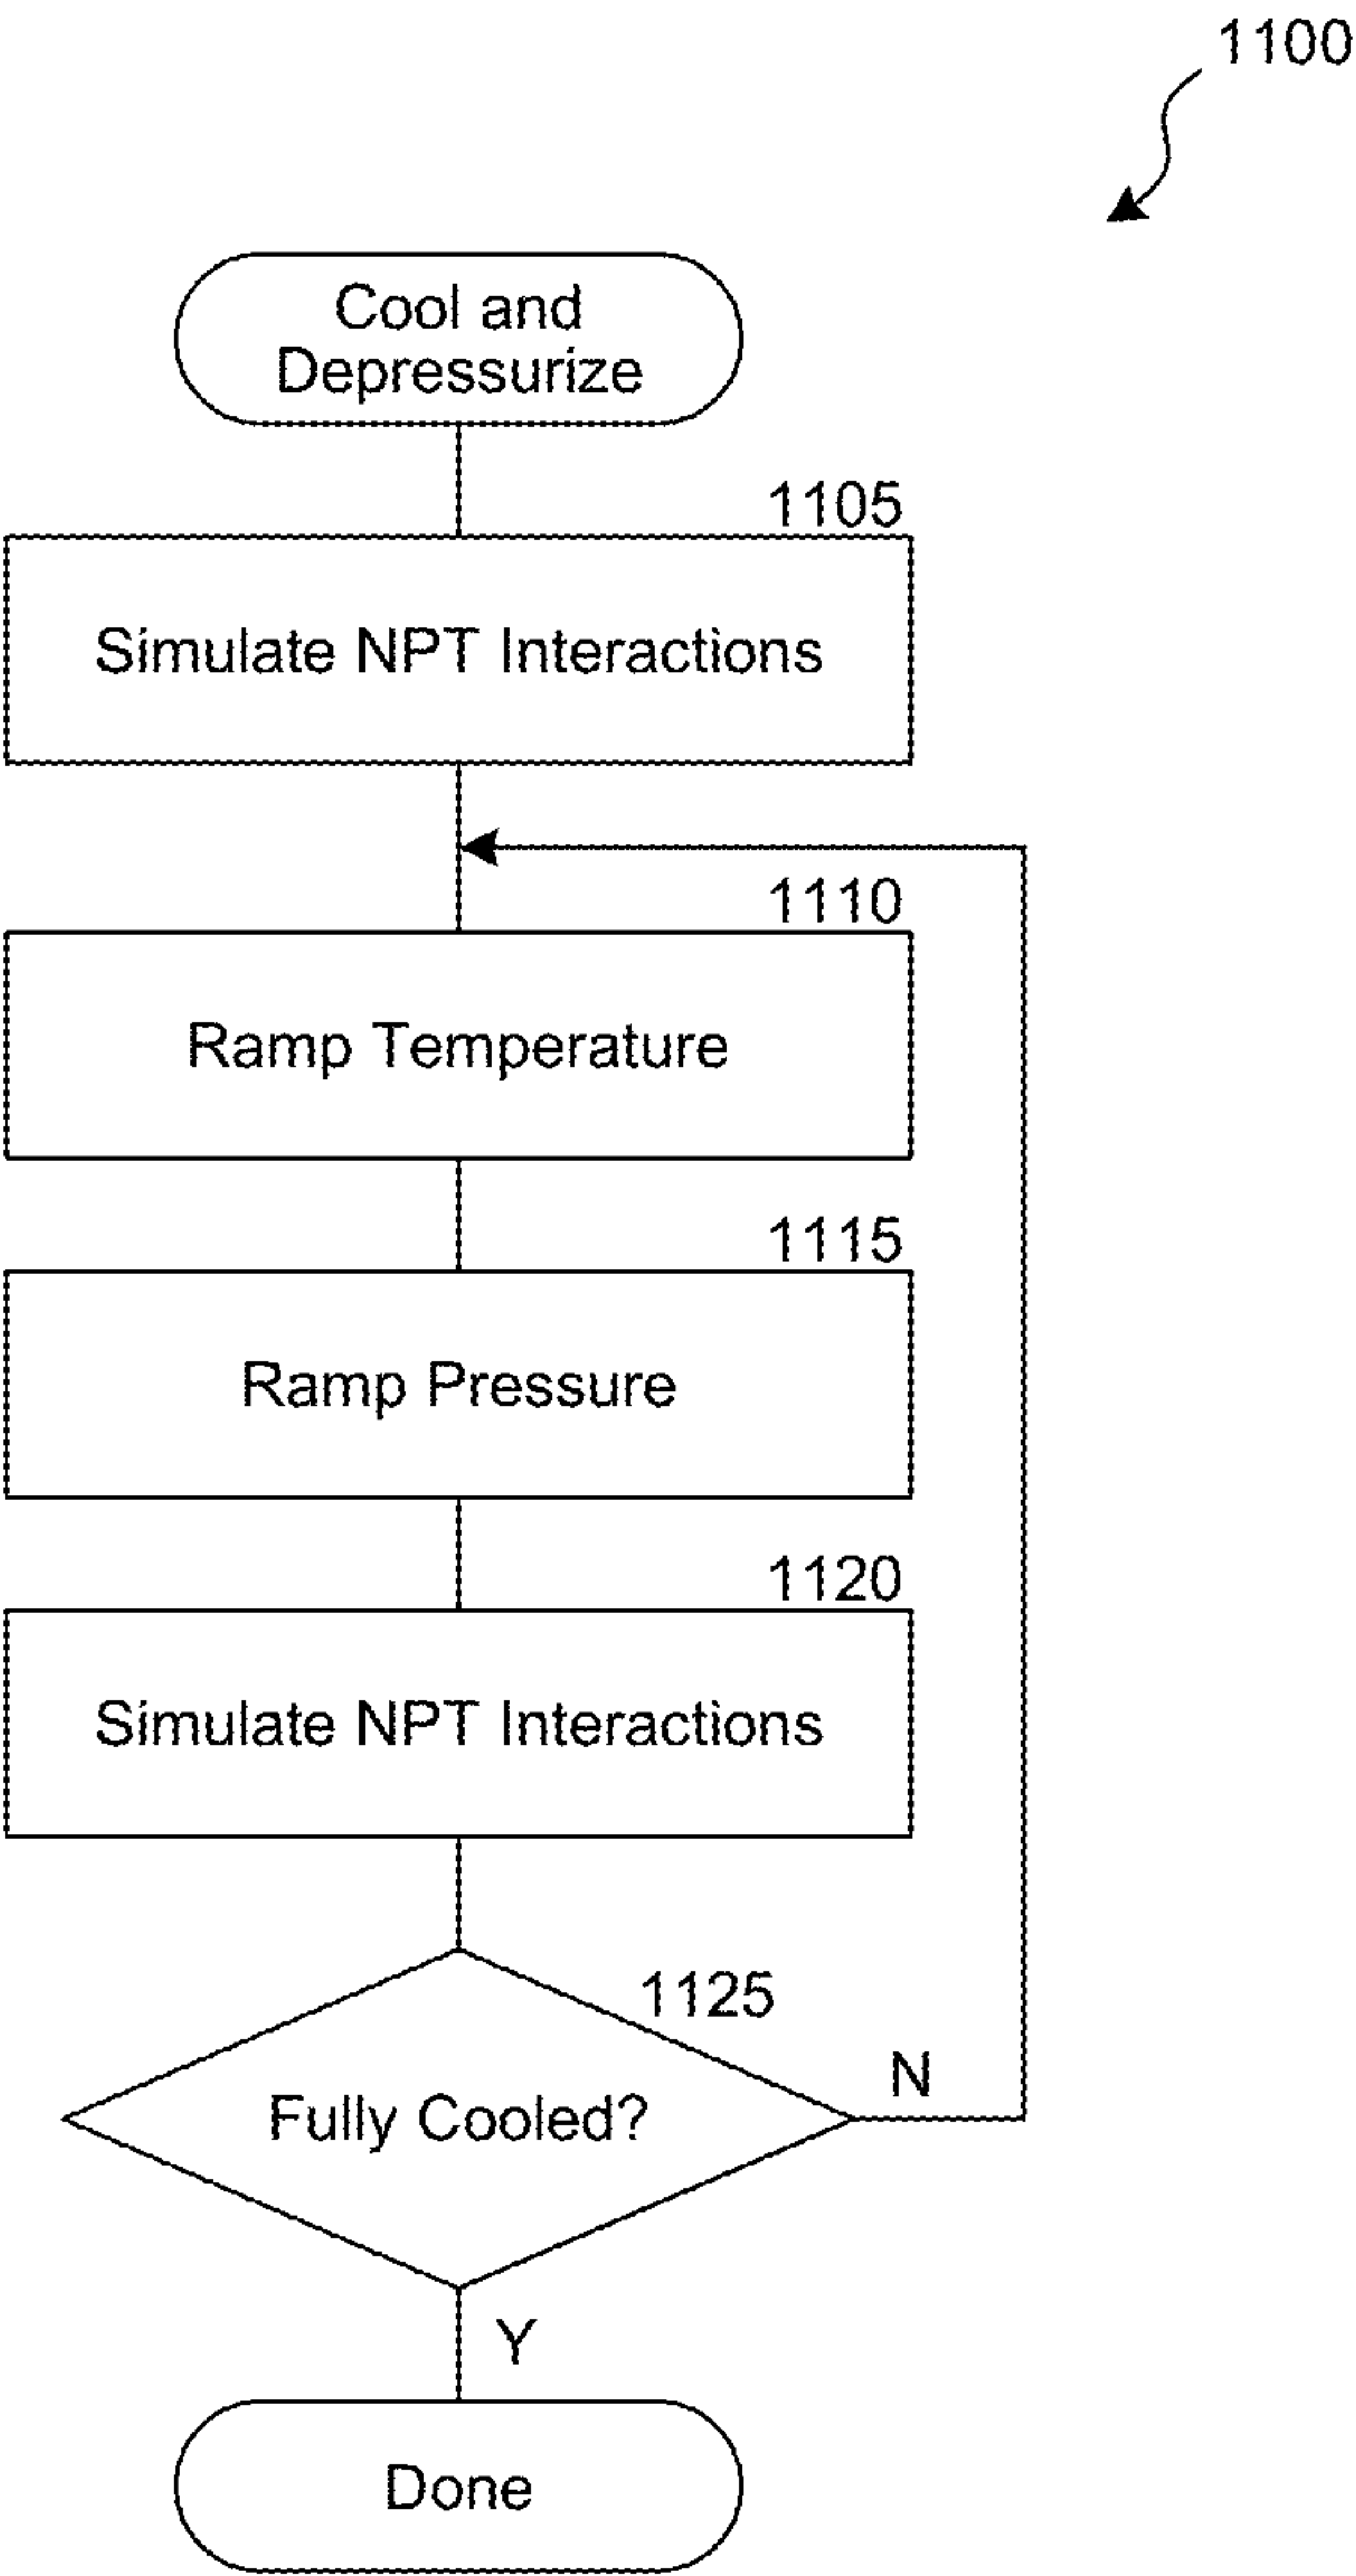 1100
Cool and
Depressurize
1105
Simulate NPT Interactions
1110
Ramp Temperature
1115
Ramp Pressure
1120
Simulate NPT Interactions
1125
Fully Cooled?
N
Y
Done